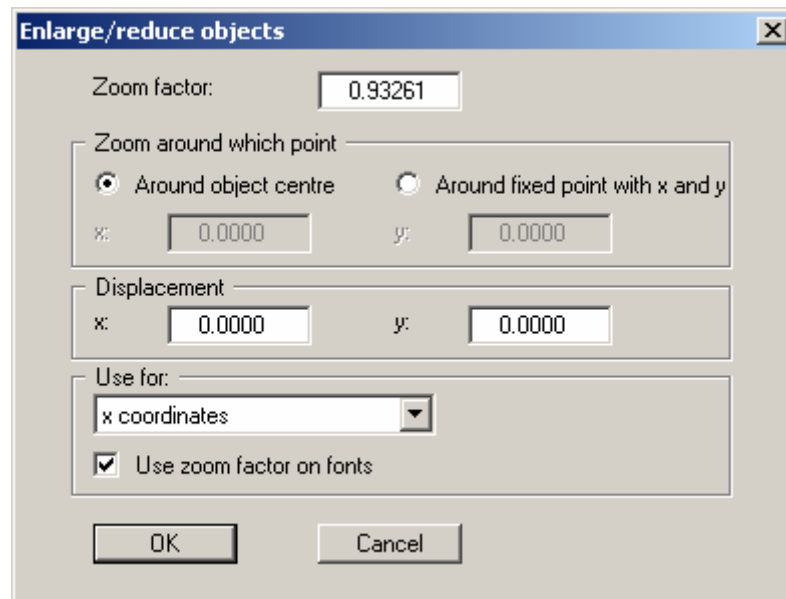 Enlarge/reduce objects
Zoom factor: 0.93261
Zoom around which point
Around object centre Around fixed point with x and y
x: 0.0000 y: 0.0000
Displacement
x: 0.0000 y: 0.0000
Use for:
x coordinates
Use zoom factor on fonts
OK Cancel